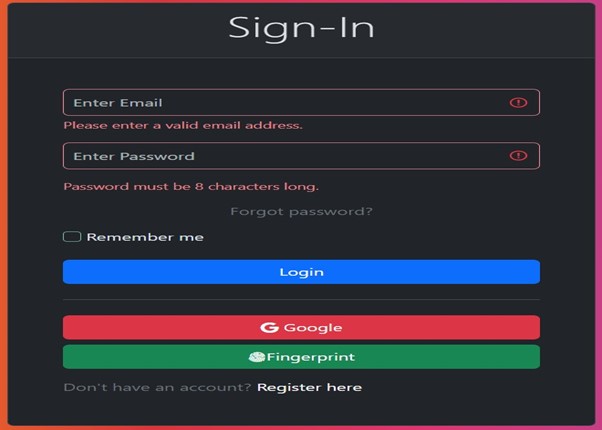 Sign-In
Enter Email
Please enter a valid email address.
Enter Password
Password must be 8 characters long.
Forgot password?
Remember me
Login
Google
Fingerprint
Don't have an account? Register here